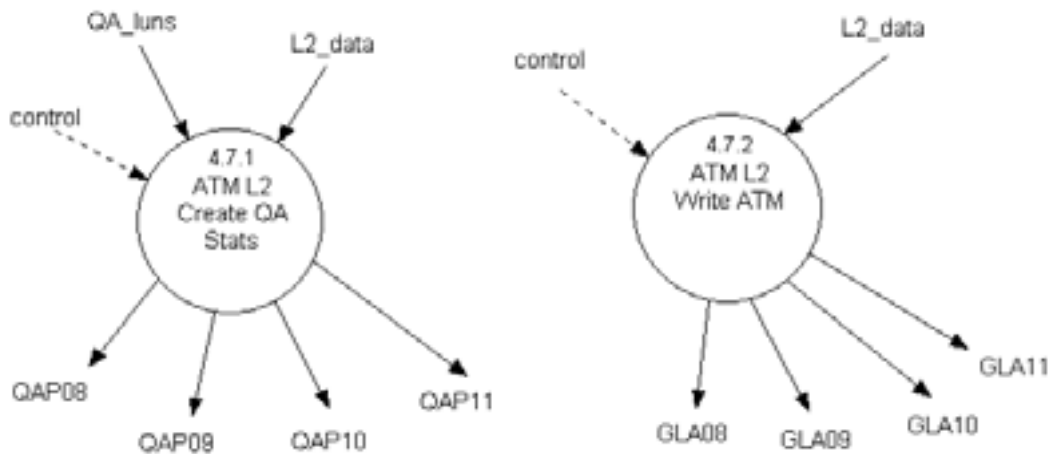 QA_luns
L2_data
control
4.7.1
ATM L2
Create QA
Stats
QAP08
QAP09
QAP10
QAP11
L2_data
control
4.7.2
ATM L2
Write ATM
GLA11
GLA10
GLA08
GLA09